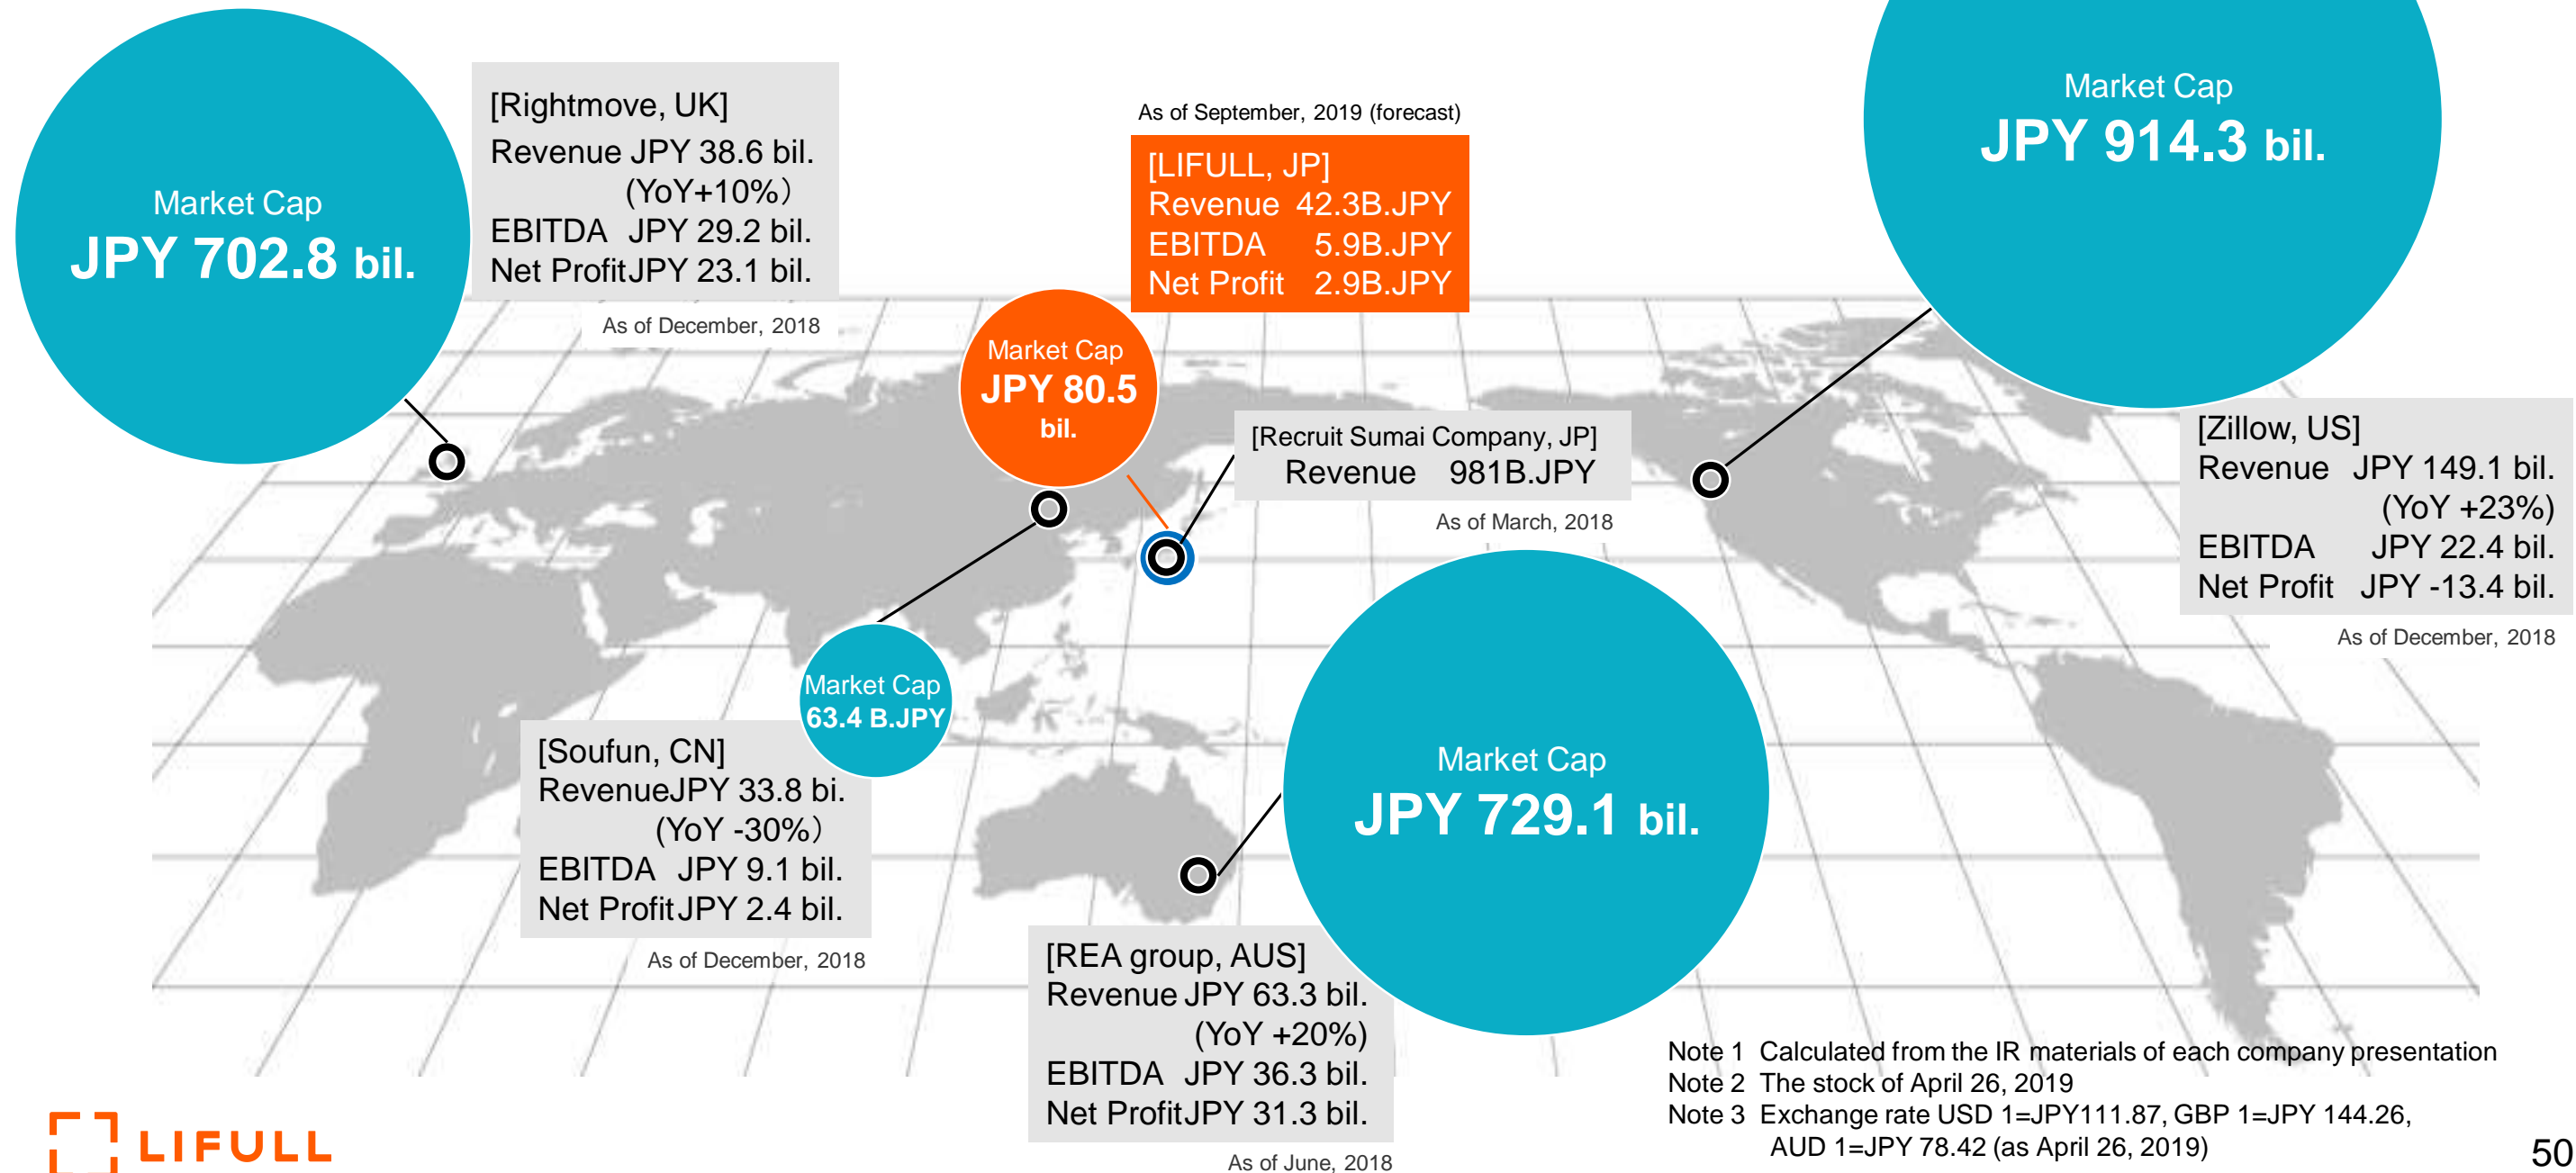 Market Cap
JPY 702.8 bil.
[Rightmove, UK]
Revenue JPY 38.6 bil.
(YoY+10%）
EBITDA JPY 29.2 bil.
Net Profit JPY 23.1 bil.
As of December, 2018
As of September, 2019 (forecast)
[LIFULL, JP]
Revenue 42.3B.JPY
EBITDA 5.9B.JPY
Net Profit 2.9B.JPY
Market Cap
JPY 80.5
bil.
Market Cap
JPY 914.3 bil.
[Recruit Sumai Company, JP]
Revenue 981B.JPY
As of March, 2018
[Zillow, US]
Revenue JPY 149.1 bil.
(YoY +23%)
EBITDA JPY 22.4 bil.
Net Profit JPY -13.4 bil.
As of December, 2018
Market Cap
63.4 B.JPY
[Soufun, CN]
RevenueJPY 33.8 bi.
(YoY -30%）
EBITDA JPY 9.1 bil.
Net Profit JPY 2.4 bil.
As of December, 2018
Market Cap
JPY 729.1 bil.
[REA group, AUS]
Revenue JPY 63.3 bil.
(YoY +20%)
EBITDA JPY 36.3 bil.
Net ProfitJPY 31.3 bil.
As of June, 2018
Note 1 Calculated from the IR materials of each company presentation
Note 2 The stock of April 26, 2019
Note 3 Exchange rate USD 1=JPY111.87, GBP 1=JPY 144.26,
AUD 1=JPY 78.42 (as April 26, 2019)
LIFULL
50